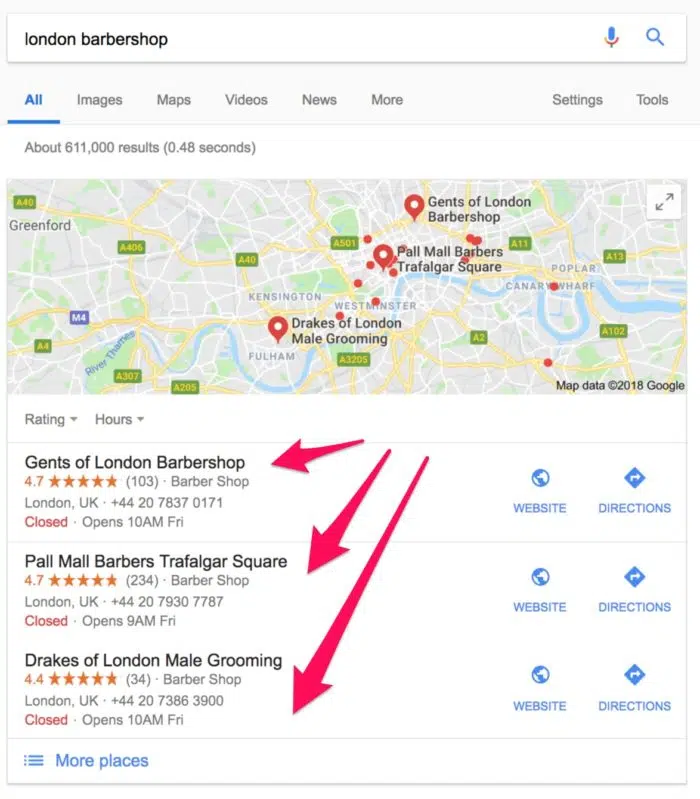 london barbershop
All Images Maps Videos News More Settings Tools
About 611,000 results (0.48 seconds)
A40
Greenford
A406
A40
A501
Gents of London
Barbershop
Pall Mall Barbers
Trafalgar Square
A11
A13
POPLAR
CANARY WHARF
KENSINGTON
WESTMINSTER
M4
A4
River Thames
Drakes of London
Male Grooming
FULHAM
A3205
A2
A102
A307
A205
Map data ©2018 Google
Rating Hours
Gents of London Barbershop
4.7 (103) · Barber Shop
London, UK · +44 20 7837 0171
Closed · Opens 10AM Fri
WEBSITE DIRECTIONS
Pall Mall Barbers Trafalgar Square
4.7 (234) · Barber Shop
London, UK · +44 20 7930 7787
Closed · Opens 9AM Fri
WEBSITE DIRECTIONS
Drakes of London Male Grooming
4.4 (34) · Barber Shop
London, UK · +44 20 7386 3900
Closed · Opens 10AM Fri
WEBSITE DIRECTIONS
More places